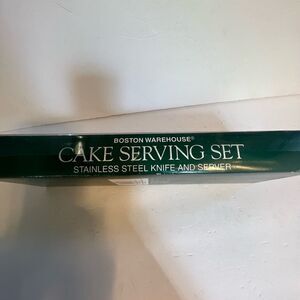 BOSTON WAREHOUSE®
CAKE SERVING SET
STAINLESS STEEL KNIFE AND SERVER